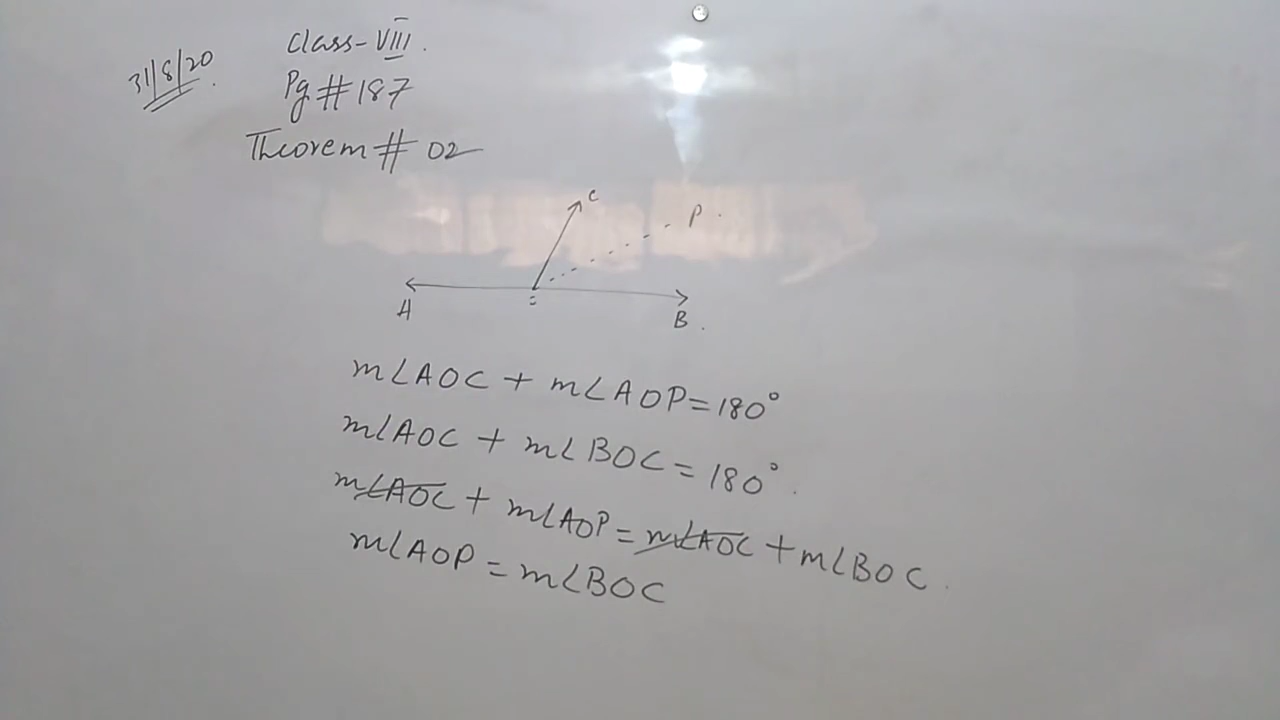 31/8/20
Class-VIII.
Pg # 187
Theorem # 02
C
P.
A
B.
m∠AOC + m∠AOP = 180°
m∠AOC + m∠BOC = 180°.
m∠AOC + m∠AOP = m∠AOC + m∠BOC.
m∠AOP = m∠BOC